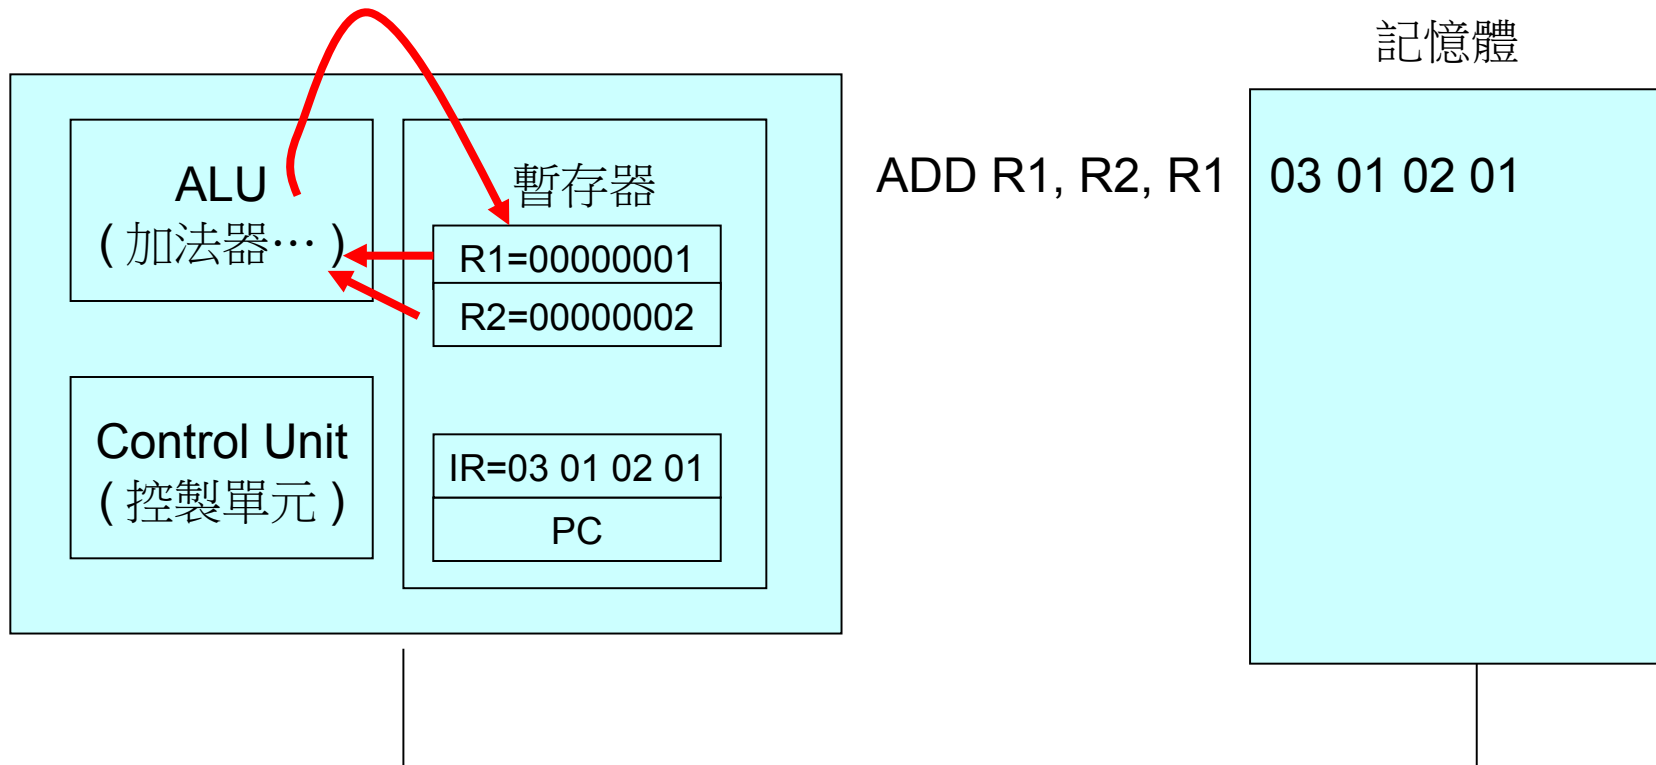 記憶體
ALU
( 加法器⋯ )
暫存器
R1=00000001
R2=00000002
ADD R1, R2, R1
03 01 02 01
Control Unit
( 控製單元 )
IR=03 01 02 01
PC